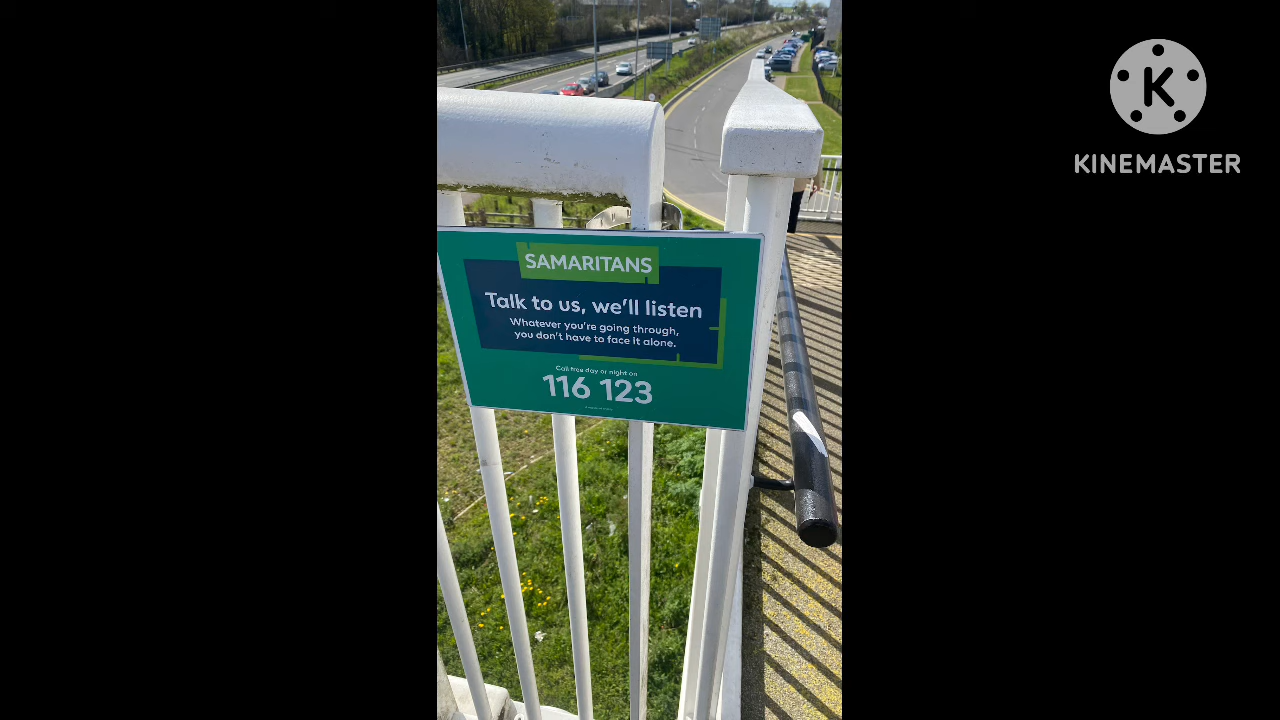 SAMARITANS
Talk to us, we'll listen
Whatever you're going through,
you don't have to face it alone.
Call free day or night on
116 123
K
KINEMASTER